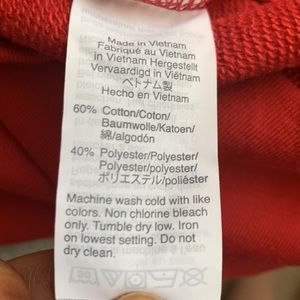 Made in Vietnam
Fabriqué au Vietnam
in Vietnam Hergestellt
Vervaardigd in Viëtnam
ベトナム製
Hecho en Vietnam
60% Cotton/Coton/
Baumwolle/Katoen/
綿/algodón
40% Polyester/Polyester/
Polyester/polyester/
ポリエステル/poliéster
Machine wash cold with like
colors. Non chlorine bleach
only. Tumble dry low. Iron
on lowest setting. Do not
dry clean.